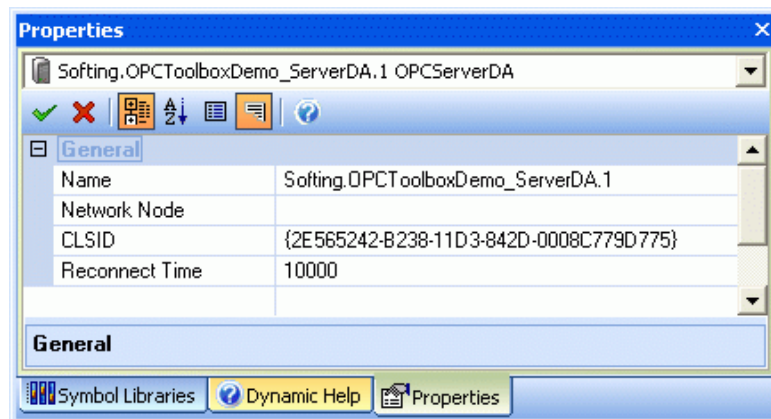 Properties
Softing.OPCToolboxDemo_ServerDA.1 OPCServerDA
General
Name Softing.OPCToolboxDemo_ServerDA.1
Network Node
CLSID {2E565242-B238-11D3-842D-0008C779D775}
Reconnect Time 10000
General
Symbol Libraries Dynamic Help Properties